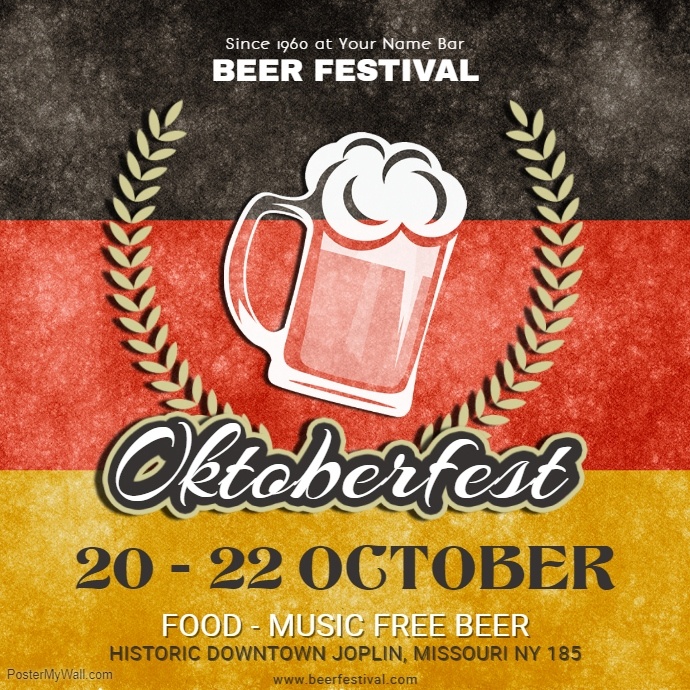 Since 1960 at Your Name Bar
BEER FESTIVAL
Oktoberfest
20 - 22 OCTOBER
FOOD - MUSIC FREE BEER
HISTORIC DOWNTOWN JOPLIN, MISSOURI NY 185
PosterMyWall.com
www.beerfestival.com